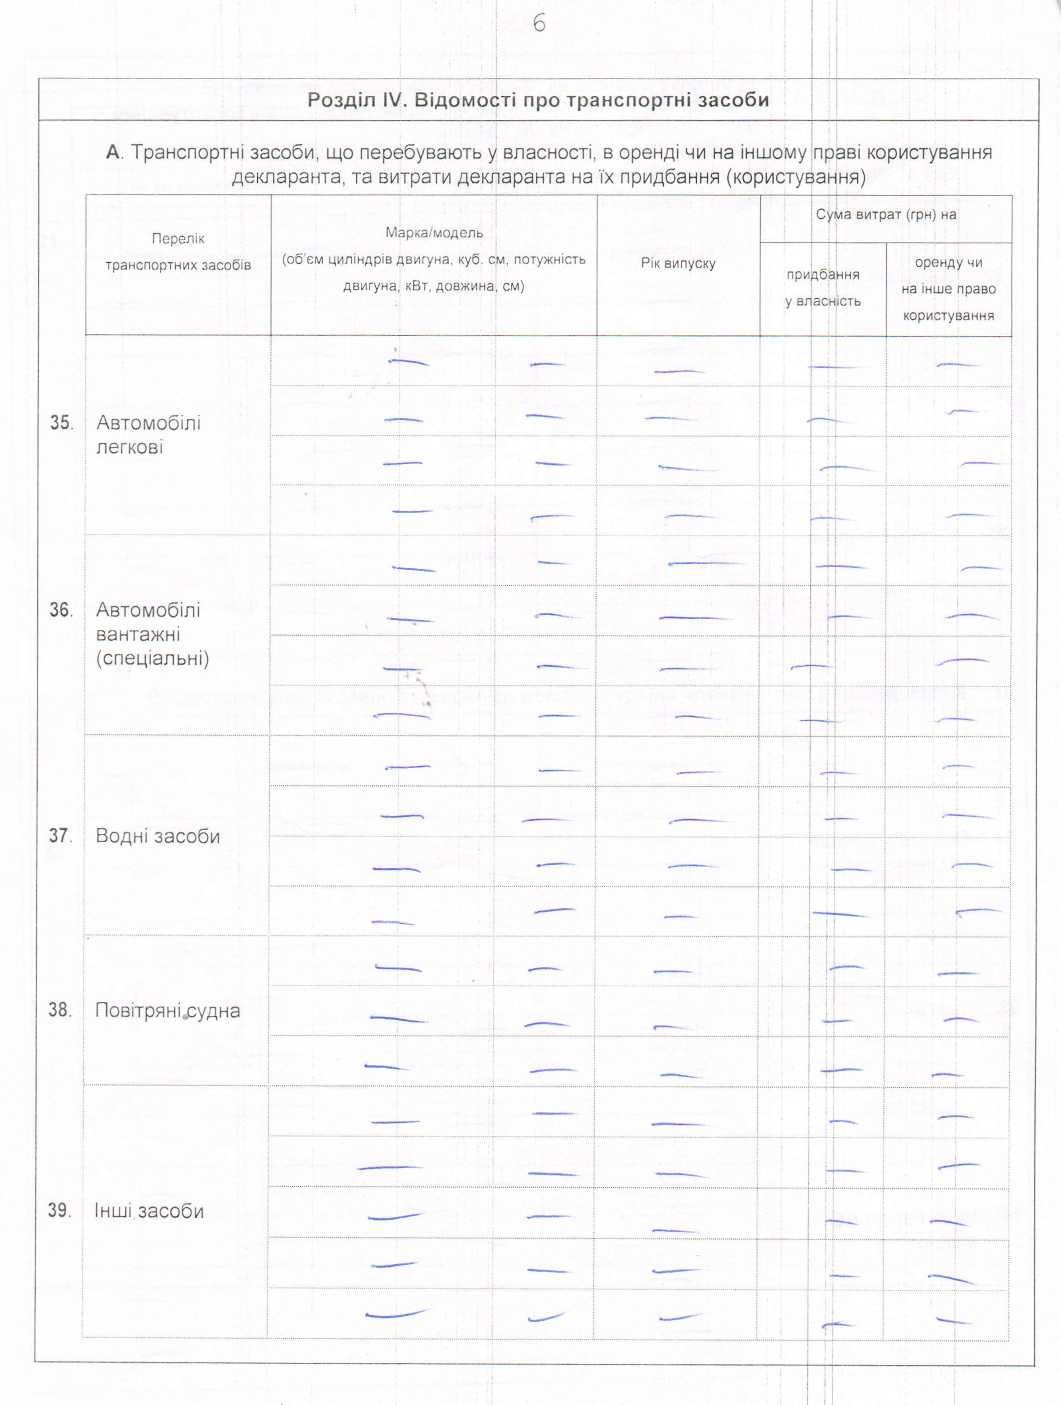 6
Розділ IV. Відомості про транспортні засоби
А. Транспортні засоби, що перебувають у власності, в оренді чи на іншому праві користування
декларанта, та витрати декларанта на їх придбання (користування)
Перелік
транспортних засобів
Марка/модель
(об'єм циліндрів двигуна, куб. см, потужність
двигуна, кВт, довжина, см)
Рік випуску
Сума витрат (грн) на
придбання
у власність
оренду чи
на інше право
користування
35. Автомобілі
легкові
— — — — —
— — — — —
— — — — —
— — — — —
36. Автомобілі
вантажні
(спеціальні)
— — — — —
— — — — —
— — — — —
— — — — —
37. Водні засоби
— — — — —
— — — — —
— — — — —
— — — — —
38. Повітряні судна
— — — — —
— — — — —
— — — — —
39. Інші засоби
— — — — —
— — — — —
— — — — —
— — — — —
— — — — —